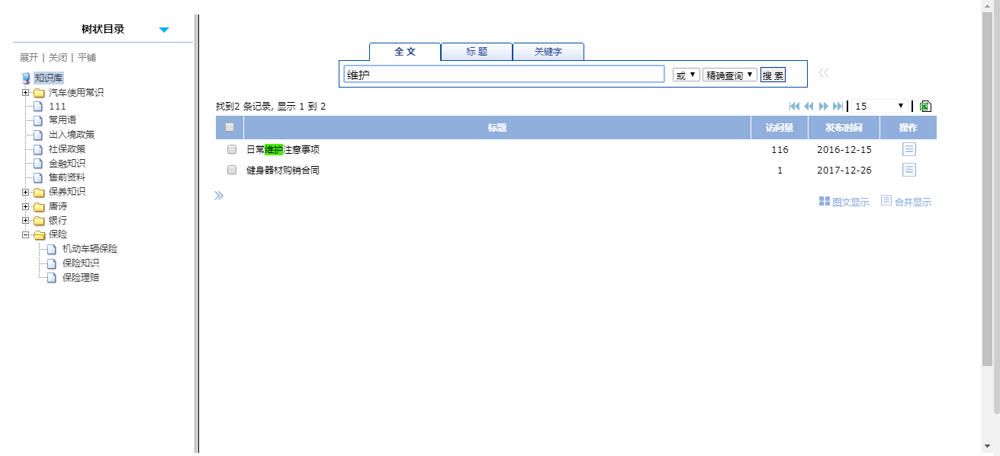 树状目录
展开 | 关闭 | 平铺
知识库
汽车使用常识
111
常用语
出入境政策
社保政策
金融知识
售前资料
保养知识
唐诗
银行
保险
机动车辆保险
保险知识
保险理赔
全 文 标 题 关键字
维护 或 精确查询 搜 索
找到2 条记录, 显示 1 到 2 15
标题 访问量 发布时间 操作
日常维护注意事项 116 2016-12-15
健身器材购销合同 1 2017-12-26
图文显示 合并显示